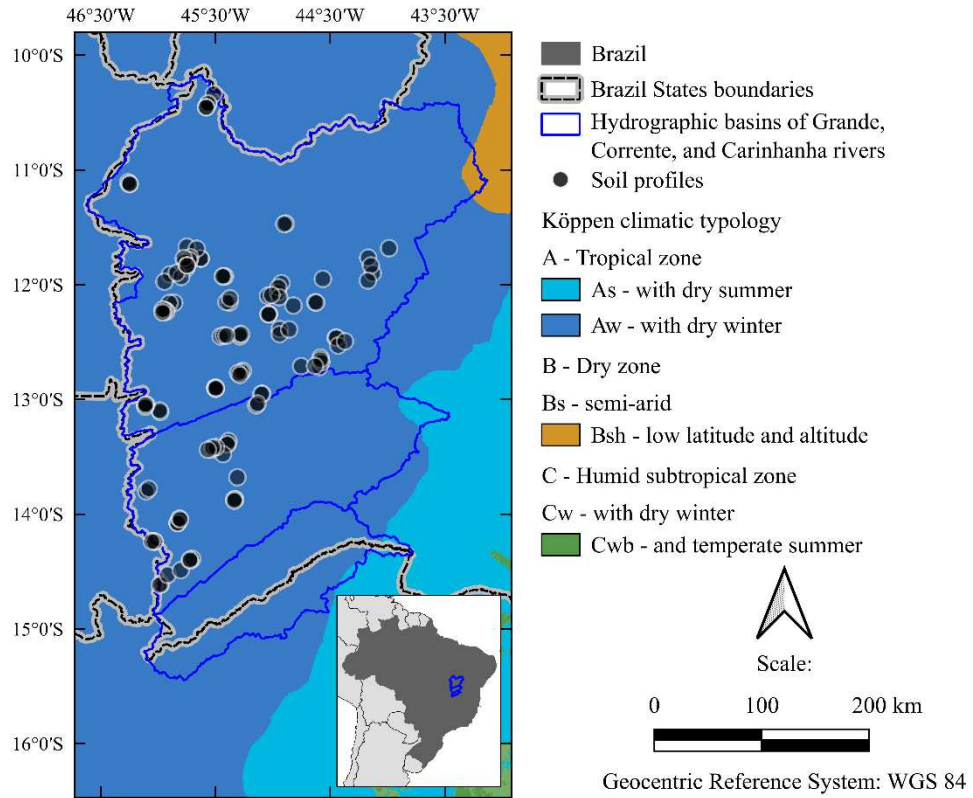 46°30'W 45°30'W 44°30'W 43°30'W
10°0'S
11°0'S
12°0'S
13°0'S
14°0'S
15°0'S
16°0'S
Brazil
Brazil States boundaries
Hydrographic basins of Grande,
Corrente, and Carinhanha rivers
Soil profiles
Köppen climatic typology
A - Tropical zone
As - with dry summer
Aw - with dry winter
B - Dry zone
Bs - semi-arid
Bsh - low latitude and altitude
C - Humid subtropical zone
Cw - with dry winter
Cwb - and temperate summer
Scale:
0 100 200 km
Geocentric Reference System: WGS 84